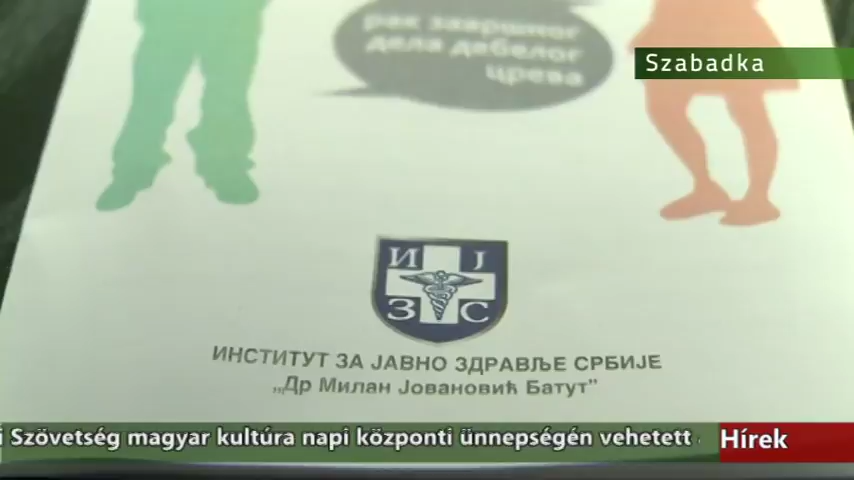 рак завршног
дела дебелог
црева
Szabadka
И Ј
З С
ИНСТИТУТ ЗА ЈАВНО ЗДРАВЉЕ СРБИЈЕ
„Др Милан Јовановић Батут”
i Szövetség magyar kultúra napi központi ünnepségén vehetett
Hírek